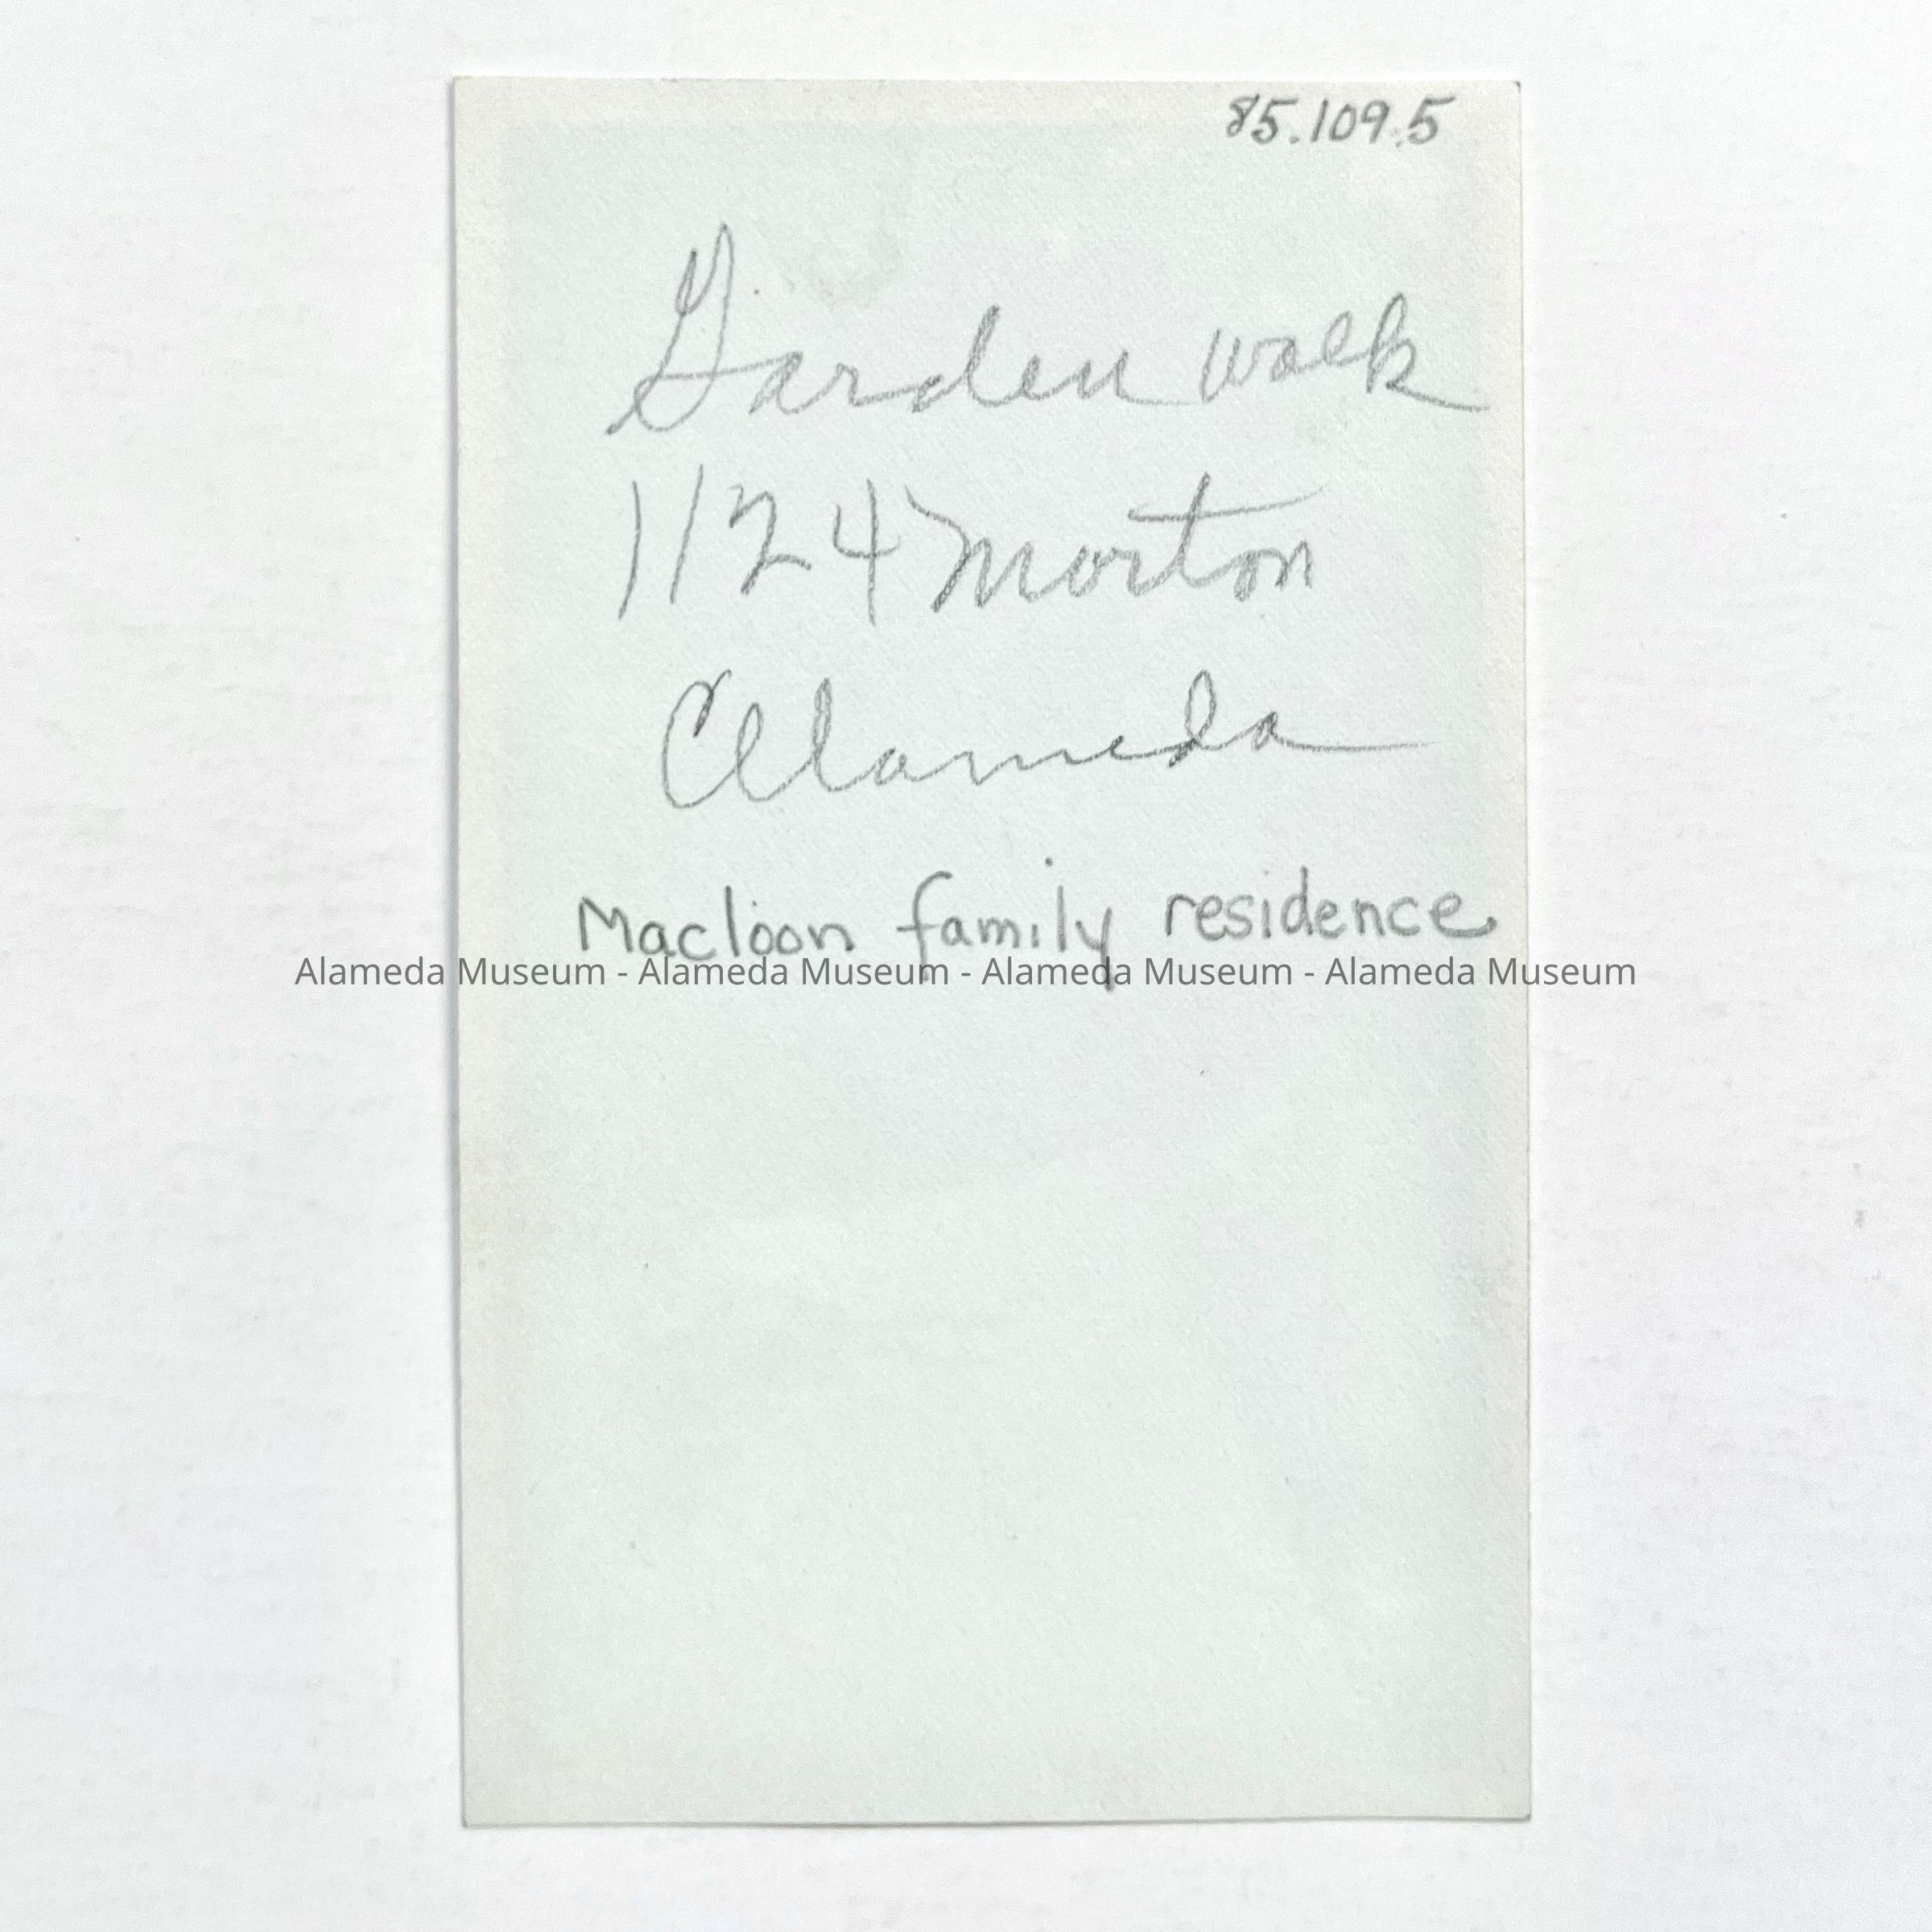 85.109.5
Garden walk
1124 Morton
Alameda
Macloon family residence
Alameda Museum - Alameda Museum - Alameda Museum - Alameda Museum